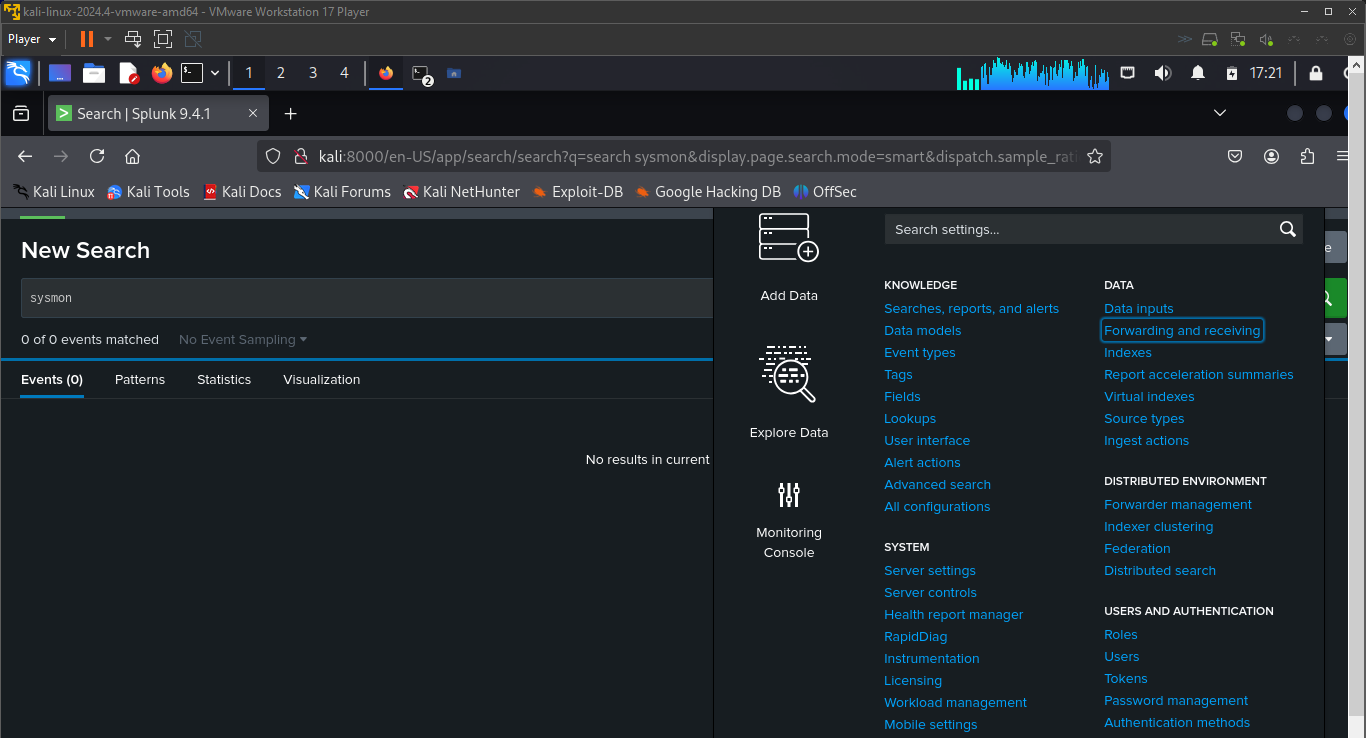 kali-linux-2024.4-vmware-amd64 - VMware Workstation 17 Player
Player
1 2 3 4 2 17:21
Search | Splunk 9.4.1
kali:8000/en-US/app/search/search?q=search sysmon&display.page.search.mode=smart&dispatch.sample_rati
Kali Linux Kali Tools Kali Docs Kali Forums Kali NetHunter Exploit-DB Google Hacking DB OffSec
New Search
sysmon
0 of 0 events matched No Event Sampling
Events (0) Patterns Statistics Visualization
No results in current
Add Data
Explore Data
Monitoring
Console
Search settings...
KNOWLEDGE
Searches, reports, and alerts
Data models
Event types
Tags
Fields
Lookups
User interface
Alert actions
Advanced search
All configurations
SYSTEM
Server settings
Server controls
Health report manager
RapidDiag
Instrumentation
Licensing
Workload management
Mobile settings
DATA
Data inputs
Forwarding and receiving
Indexes
Report acceleration summaries
Virtual indexes
Source types
Ingest actions
DISTRIBUTED ENVIRONMENT
Forwarder management
Indexer clustering
Federation
Distributed search
USERS AND AUTHENTICATION
Roles
Users
Tokens
Password management
Authentication methods
e